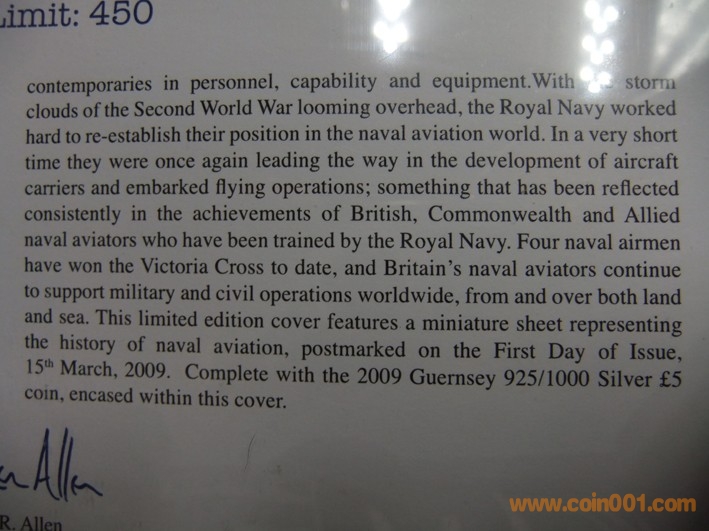 Limit: 450
contemporaries in personnel, capability and equipment.With storm
clouds of the Second World War looming overhead, the Royal Navy worked
hard to re-establish their position in the naval aviation world. In a very short
time they were once again leading the way in the development of aircraft
carriers and embarked flying operations; something that has been reflected
consistently in the achievements of British, Commonwealth and Allied
naval aviators who have been trained by the Royal Navy. Four naval airmen
have won the Victoria Cross to date, and Britain's naval aviators continue
to support military and civil operations worldwide, from and over both land
and sea. This limited edition cover features a miniature sheet representing
the history of naval aviation, postmarked on the First Day of Issue,
15th March, 2009. Complete with the 2009 Guernsey 925/1000 Silver £5
coin, encased within this cover.
Allen
R. Allen
www.coin001.com